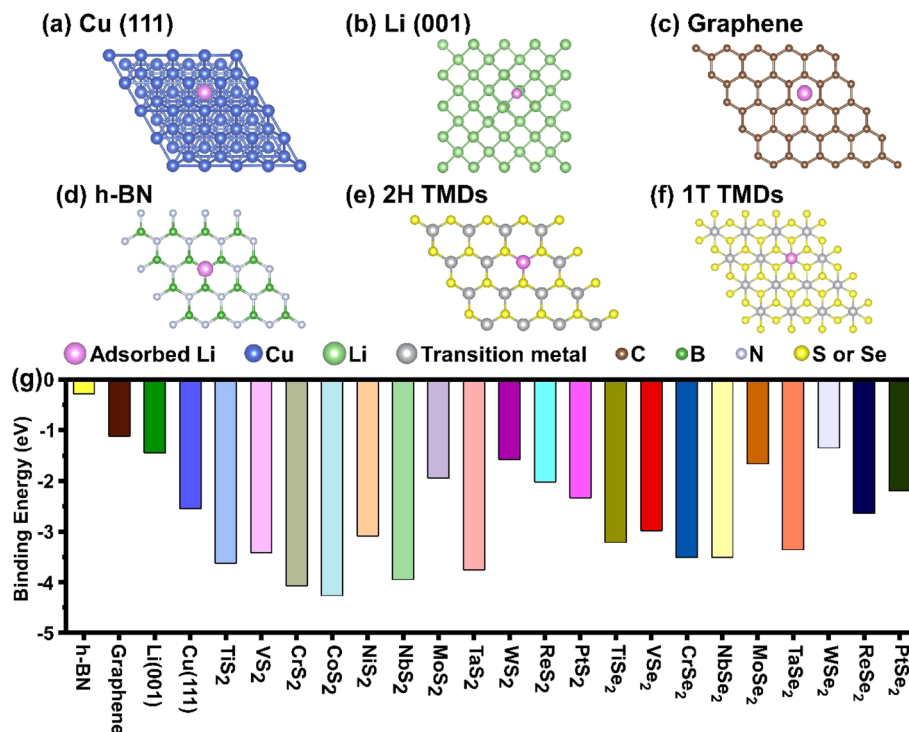 (a) Cu (111)
(b) Li (001)
(c) Graphene
(d) h-BN
(e) 2H TMDs
(f) 1T TMDs
Adsorbed Li Cu Li Transition metal C B N S or Se
(g)
0
-1
-2
-3
-4
-5
Binding Energy (eV)
h-BN
Graphene
Li(001)
Cu(111)
TiS₂
VS₂
CrS₂
CoS₂
NiS₂
NbS₂
MoS₂
TaS₂
WS₂
ReS₂
PtS₂
TiSe₂
VSe₂
CrSe₂
NbSe₂
MoSe₂
TaSe₂
WSe₂
ReSe₂
PtSe₂